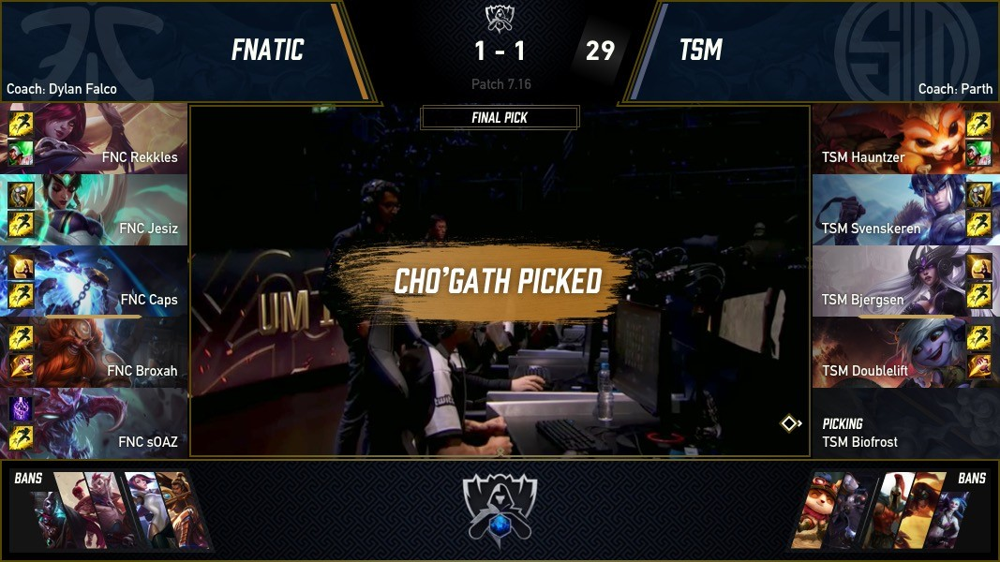 FNATIC
1 - 1
29
TSM
Patch 7.16
Coach: Dylan Falco
Coach: Parth
FINAL PICK
FNC Rekkles
FNC Jesiz
FNC Caps
FNC Broxah
FNC sOAZ
CHO'GATH PICKED
UM
TSM Hauntzer
TSM Svenskeren
TSM Bjergsen
TSM Doublelift
PICKING
TSM Biofrost
BANS
BANS